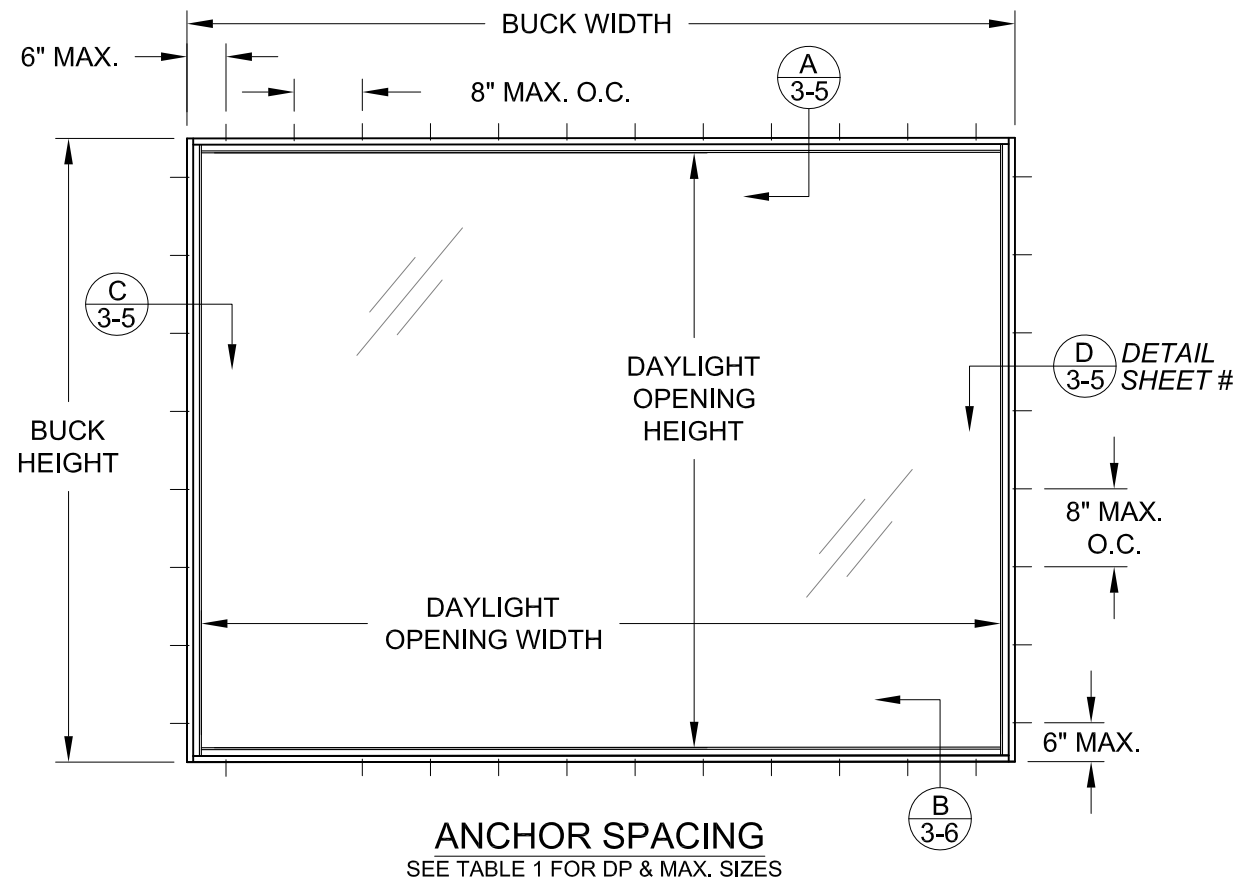 BUCK WIDTH
6" MAX.
8" MAX. O.C.
A
3-5
C
3-5
DAYLIGHT
OPENING
HEIGHT
D
3-5
DETAIL
SHEET #
BUCK
HEIGHT
8" MAX.
O.C.
DAYLIGHT
OPENING WIDTH
6" MAX.
B
3-6
ANCHOR SPACING
SEE TABLE 1 FOR DP & MAX. SIZES